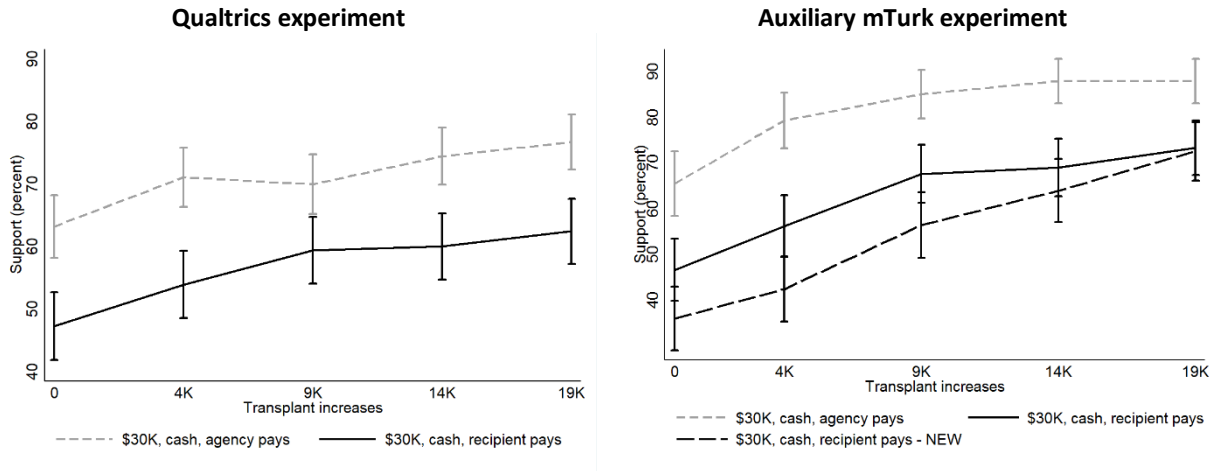 Qualtrics experiment
Support (percent)
90
80
70
60
50
40
0 4K 9K 14K 19K
Transplant increases
$30K, cash, agency pays $30K, cash, recipient pays
Auxiliary mTurk experiment
Support (percent)
90
80
70
60
50
40
0 4K 9K 14K 19K
Transplant increases
$30K, cash, agency pays $30K, cash, recipient pays
$30K, cash, recipient pays - NEW